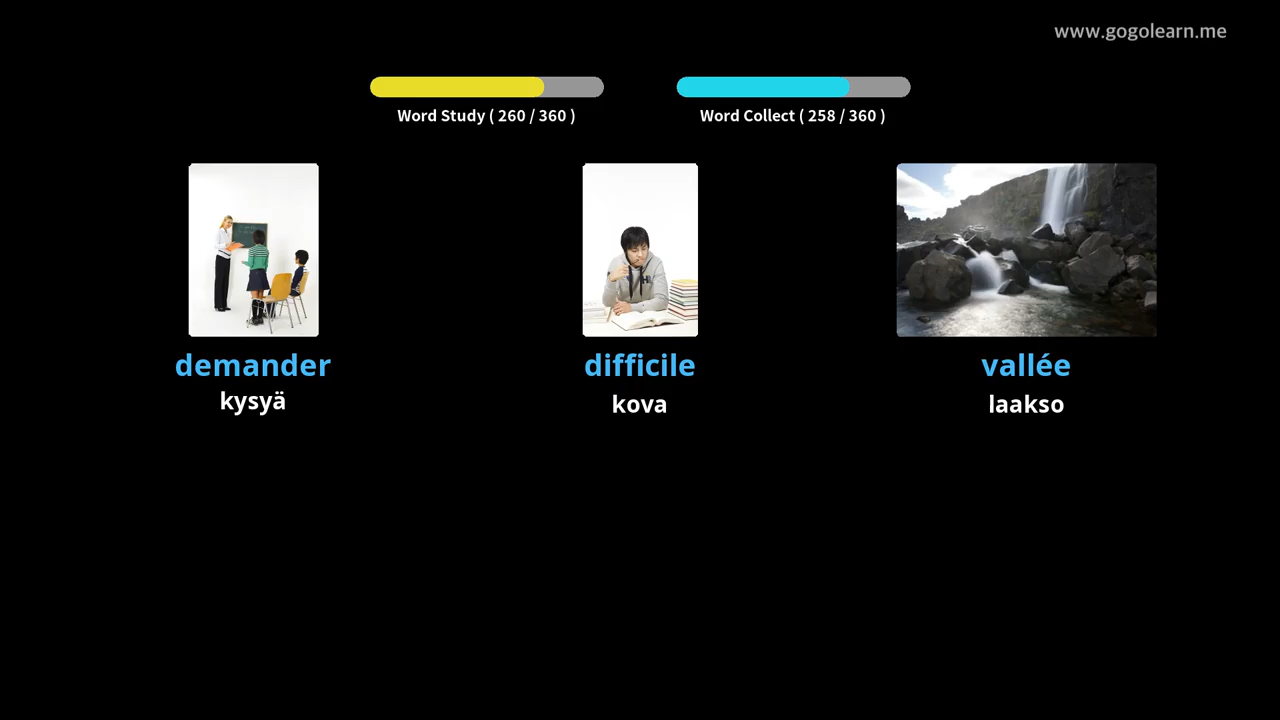 www.gogolearn.me
Word Study ( 260 / 360 )
Word Collect ( 258 / 360 )
demander
kysyä
difficile
kova
vallée
laakso